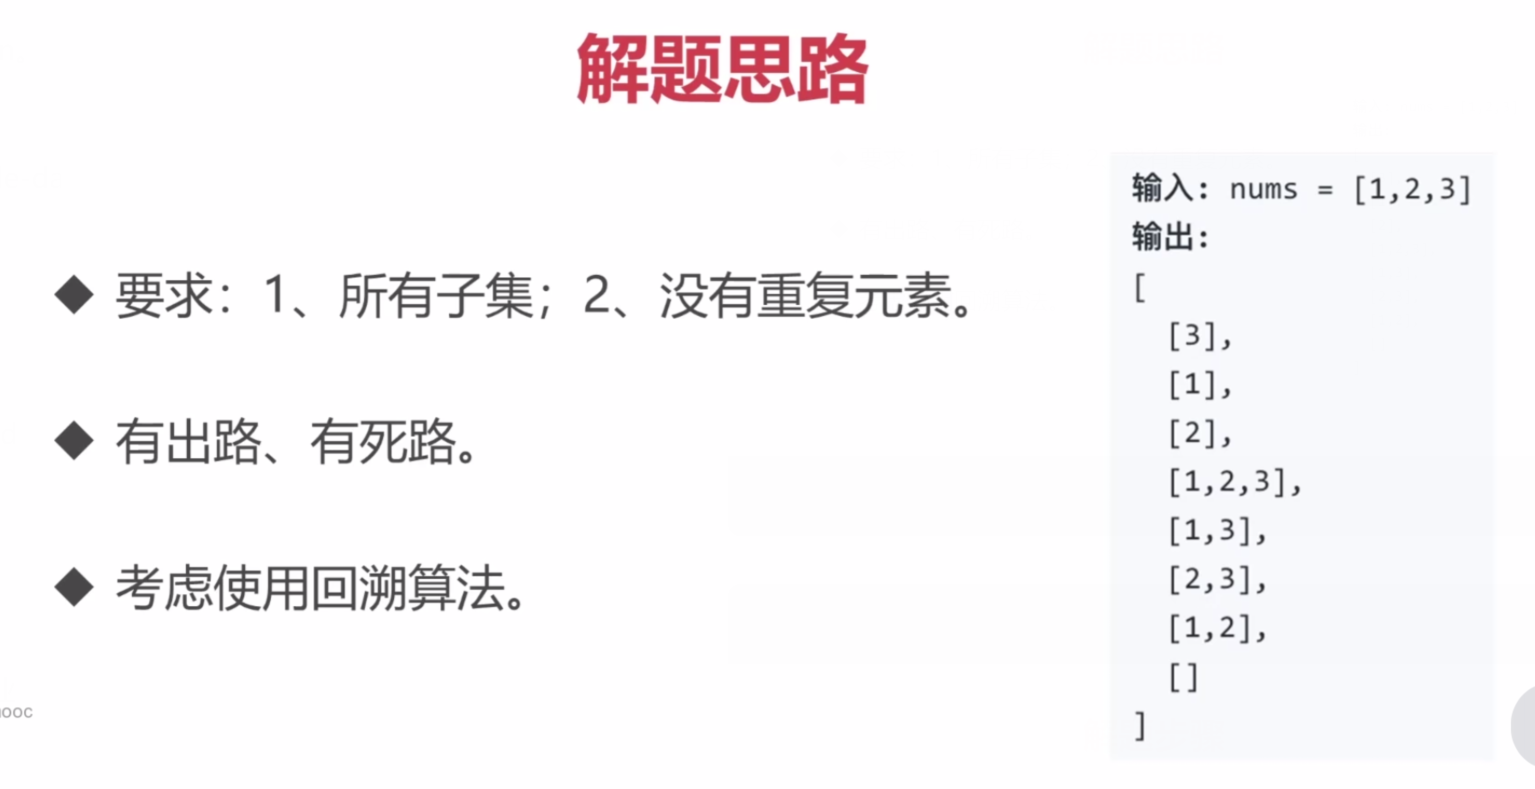 解题思路
◆ 要求：1、所有子集；2、没有重复元素。
◆ 有出路、有死路。
◆ 考虑使用回溯算法。
输入: nums = [1,2,3]
输出:
[
  [3],
  [1],
  [2],
  [1,2,3],
  [1,3],
  [2,3],
  [1,2],
  []
]